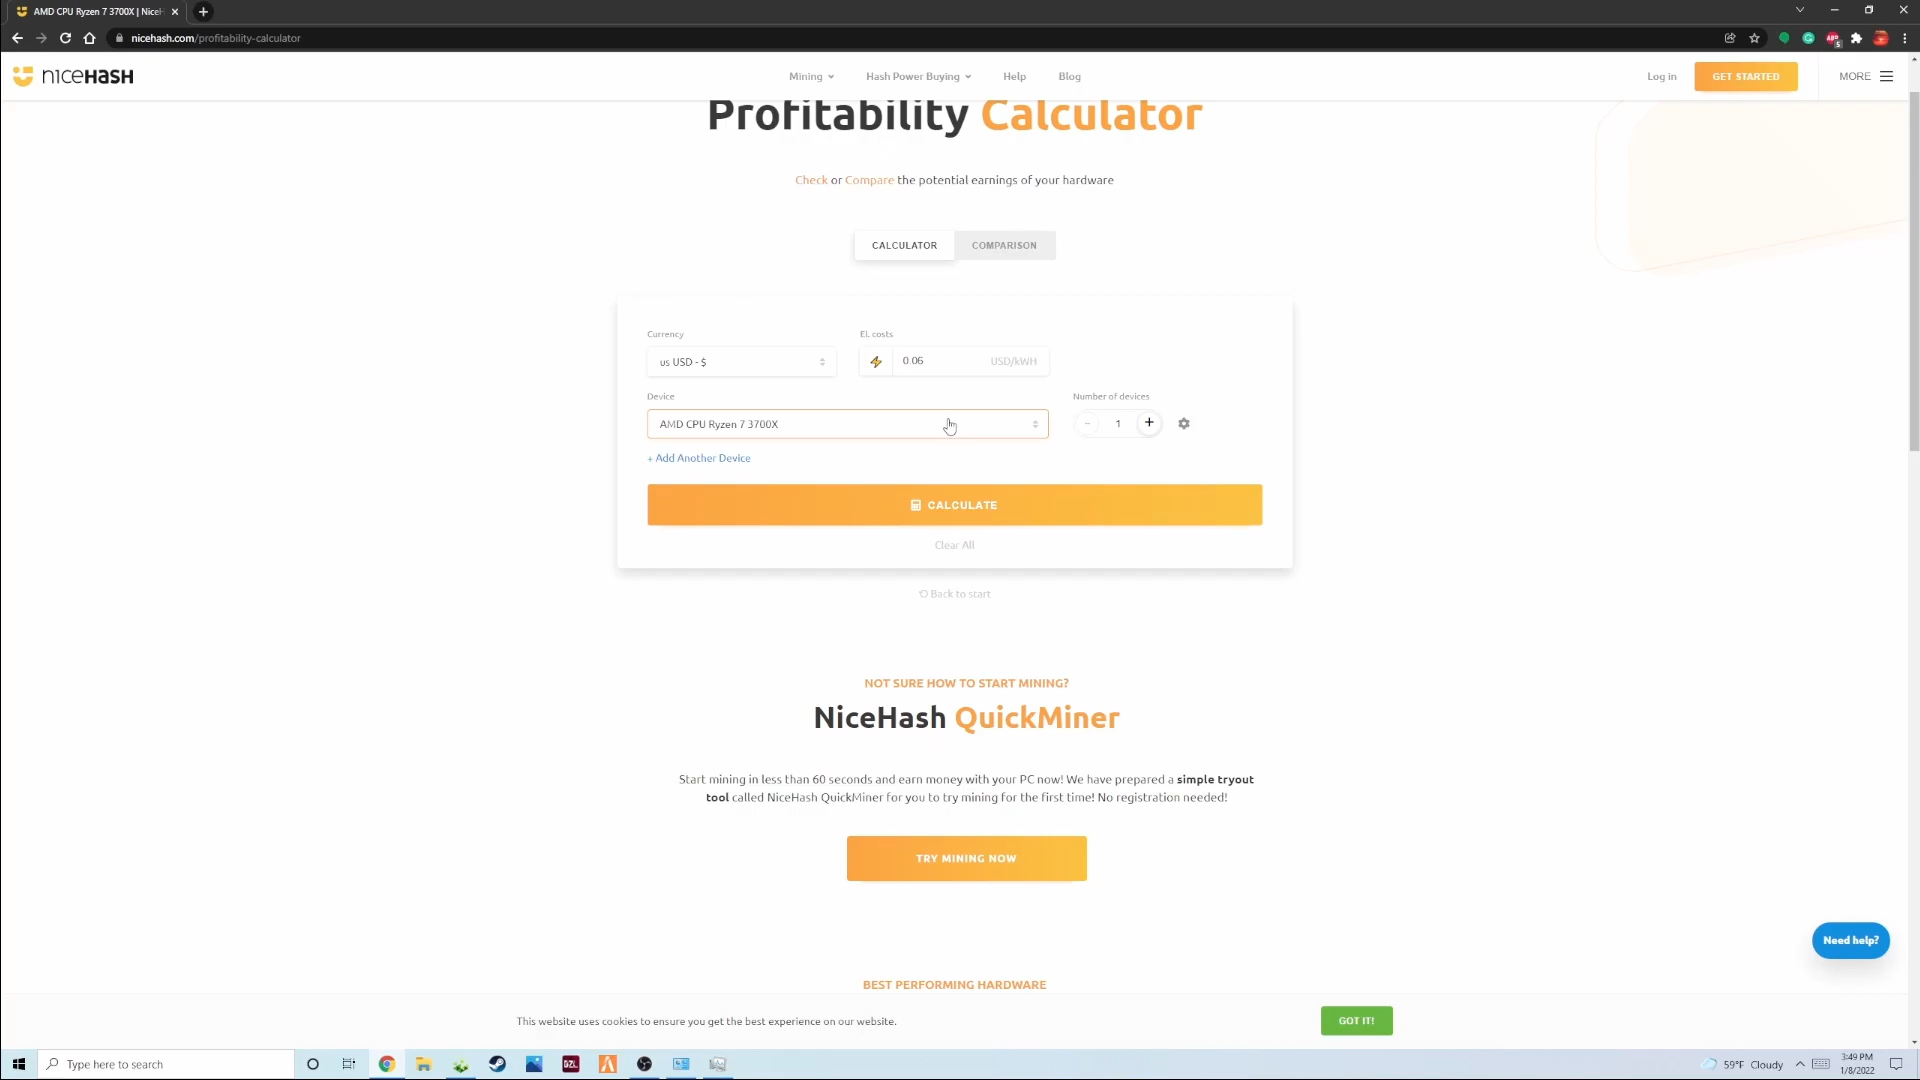 AMD CPU Ryzen 7 3700X | NiceH
nicehash.com/profitability-calculator
nıceHASH
Mining
Hash Power Buying
Help
Blog
Log in
GET STARTED
MORE
Profitability Calculator
Check or Compare the potential earnings of your hardware
CALCULATOR
COMPARISON
Currency
El. costs
us USD - $
0.06
USD/kWH
Device
Number of devices
AMD CPU Ryzen 7 3700X
- 1 +
+ Add Another Device
CALCULATE
Clear All
Back to start
NOT SURE HOW TO START MINING?
NiceHash QuickMiner
Start mining in less than 60 seconds and earn money with your PC now! We have prepared a simple tryout
tool called NiceHash QuickMiner for you to try mining for the first time! No registration needed!
TRY MINING NOW
Need help?
BEST PERFORMING HARDWARE
This website uses cookies to ensure you get the best experience on our website.
GOT IT!
Type here to search
DZL
59°F Cloudy
3:49 PM
1/8/2022